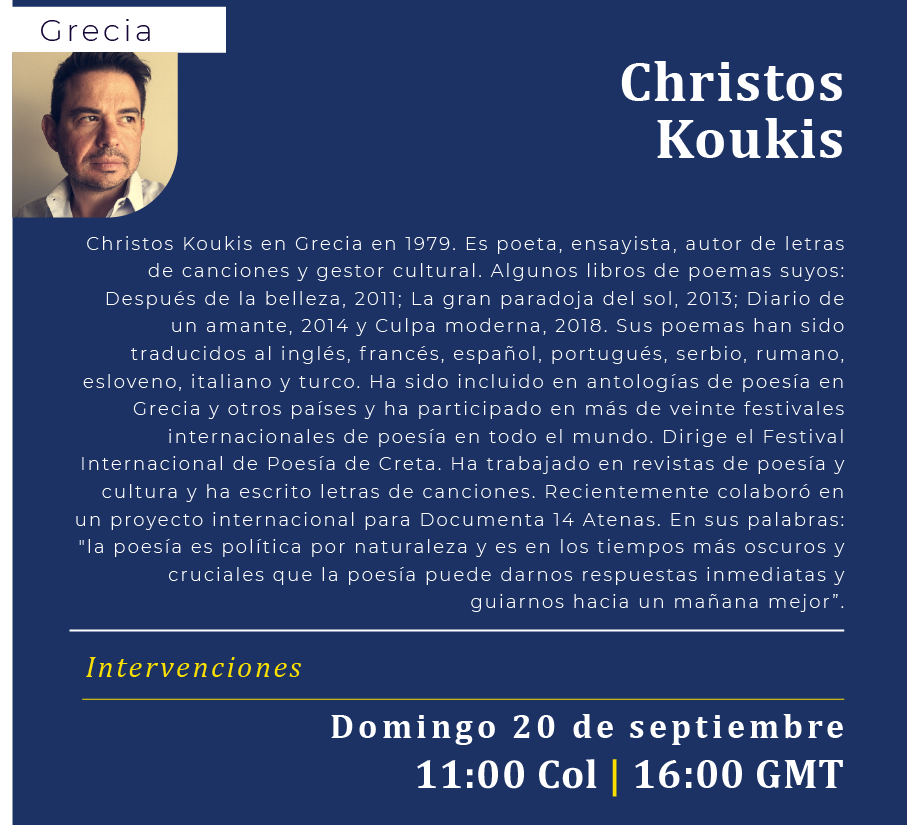 Grecia
Christos
Koukis
Christos Koukis en Grecia en 1979. Es poeta, ensayista, autor de letras
de canciones y gestor cultural. Algunos libros de poemas suyos:
Después de la belleza, 2011; La gran paradoja del sol, 2013; Diario de
un amante, 2014 y Culpa moderna, 2018. Sus poemas han sido
traducidos al inglés, francés, español, portugués, serbio, rumano,
esloveno, italiano y turco. Ha sido incluido en antologías de poesía en
Grecia y otros países y ha participado en más de veinte festivales
internacionales de poesía en todo el mundo. Dirige el Festival
Internacional de Poesía de Creta. Ha trabajado en revistas de poesía y
cultura y ha escrito letras de canciones. Recientemente colaboró en
un proyecto internacional para Documenta 14 Atenas. En sus palabras:
"la poesía es política por naturaleza y es en los tiempos más oscuros y
cruciales que la poesía puede darnos respuestas inmediatas y
guiarnos hacia un mañana mejor”.
Intervenciones
Domingo 20 de septiembre
11:00 Col | 16:00 GMT